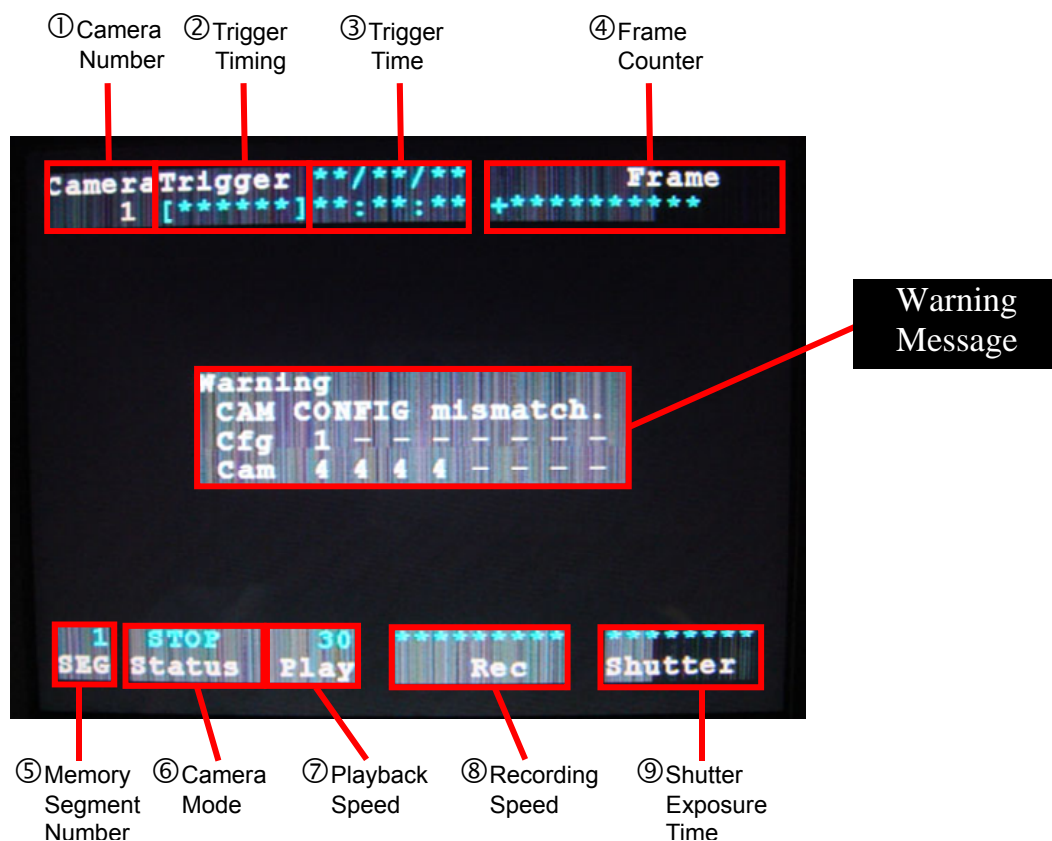 ①Camera Number
②Trigger Timing
③Trigger Time
④Frame Counter
Camera Trigger **/**/** Frame
1 [******] **:**:** +**********
Warning Message
Warning
CAM CONFIG mismatch.
Cfg 1 - - - - - - -
Cam 4 4 4 4 - - - -
1 STOP 30 ********* ********
SEG Status Play Rec Shutter
⑤Memory Segment Number
⑥Camera Mode
⑦Playback Speed
⑧Recording Speed
⑨Shutter Exposure Time